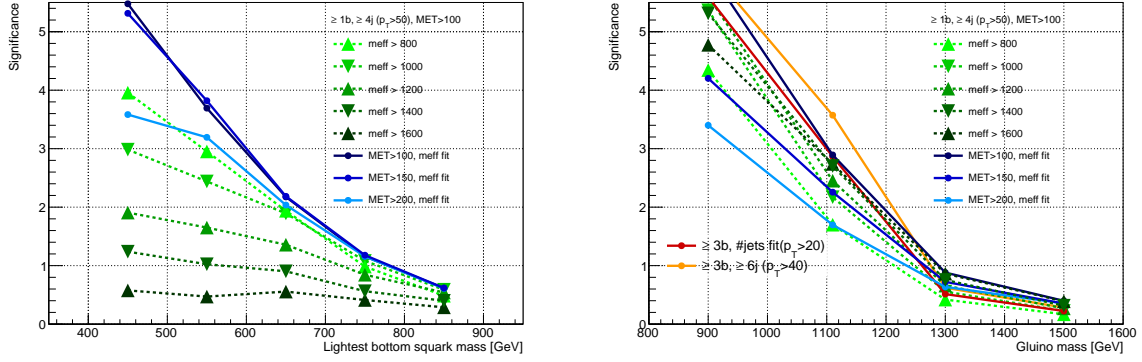 Significance
5
4
3
2
1
0
≥ 1b, ≥ 4j (p_T>50), MET>100
meff > 800
meff > 1000
meff > 1200
meff > 1400
meff > 1600
MET>100, meff fit
MET>150, meff fit
MET>200, meff fit
400 500 600 700 800 900
Lightest bottom squark mass [GeV]
Significance
5
4
3
2
1
0
≥ 1b, ≥ 4j (p_T>50), MET>100
meff > 800
meff > 1000
meff > 1200
meff > 1400
meff > 1600
MET>100, meff fit
MET>150, meff fit
MET>200, meff fit
≥ 3b, #jets fit(p_T>20)
≥ 3b, ≥ 6j (p_T>40)
800 900 1000 1100 1200 1300 1400 1500 1600
Gluino mass [GeV]